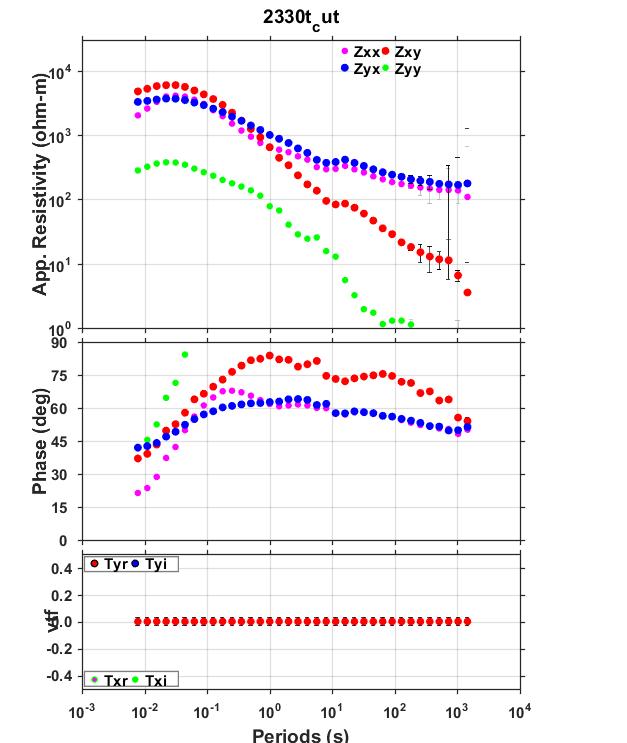 2330t_cut
Zxx Zxy
Zyx Zyy
App. Resistivity (ohm-m)
10^4
10^3
10^2
10^1
10^0
Phase (deg)
90
75
60
45
30
15
0
Tyr Tyi
vtf
0.4
0.2
0.0
-0.2
-0.4
Txr Txi
10^-3 10^-2 10^-1 10^0 10^1 10^2 10^3 10^4
Periods (s)